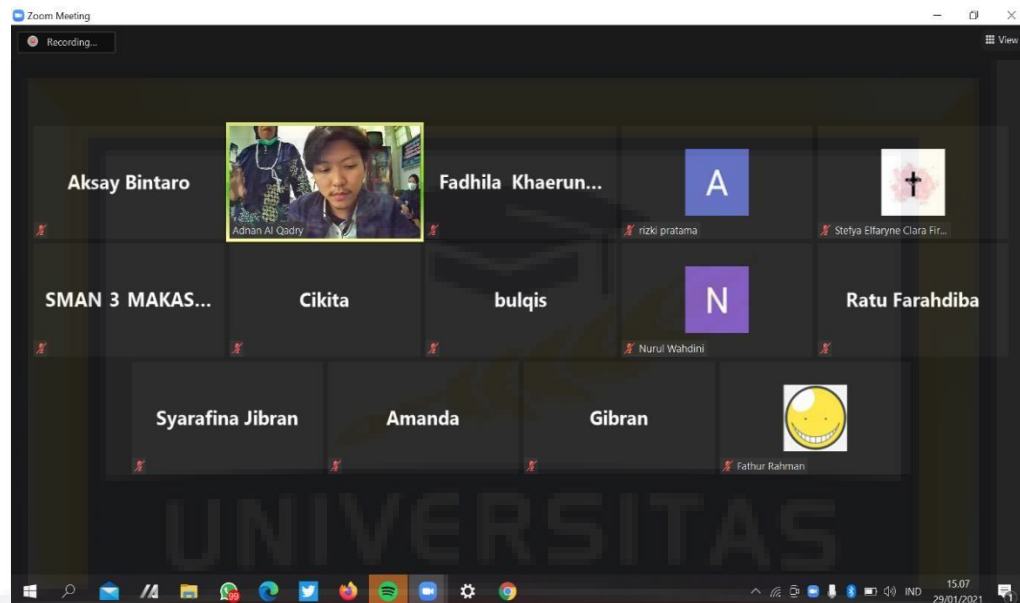 Zoom Meeting
Recording...
View
Aksay Bintaro
Adnan Al Qadry
Fadhila Khaerun...
A
rizki pratama
Stefya Elfaryne Clara Fir...
SMAN 3 MAKAS...
Cikita
bulqis
N
Nurul Wahdini
Ratu Farahdiba
Syarafina Jibran
Amanda
Gibran
Fathur Rahman
UNIVERSITAS
99
IND
15.07
29/01/2021
1